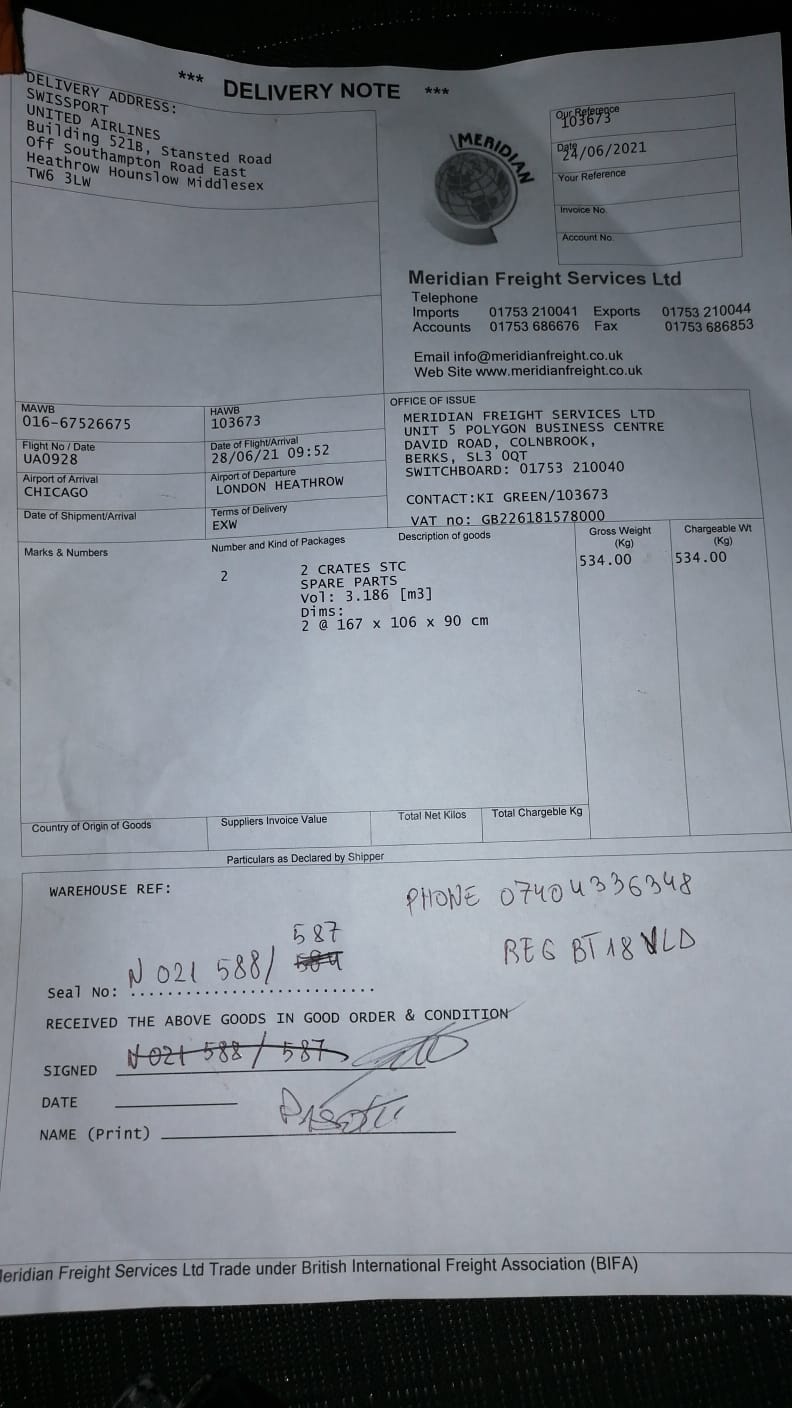 *** DELIVERY NOTE ***
DELIVERY ADDRESS:
SWISSPORT
UNITED AIRLINES
Building 521B, Stansted Road
Off Southampton Road East
Heathrow Hounslow Middlesex
TW6 3LW
MERIDIAN
Our Reference
103673
Date
24/06/2021
Your Reference
Invoice No.
Account No.
Meridian Freight Services Ltd
Telephone
Imports 01753 210041 Exports 01753 210044
Accounts 01753 686676 Fax 01753 686853
Email info@meridianfreight.co.uk
Web Site www.meridianfreight.co.uk
MAWB
016-67526675
HAWB
103673
Flight No / Date
UA0928
Date of Flight/Arrival
28/06/21 09:52
Airport of Arrival
CHICAGO
Airport of Departure
LONDON HEATHROW
Date of Shipment/Arrival
Terms of Delivery
EXW
OFFICE OF ISSUE
MERIDIAN FREIGHT SERVICES LTD
UNIT 5 POLYGON BUSINESS CENTRE
DAVID ROAD, COLNBROOK,
BERKS, SL3 0QT
SWITCHBOARD: 01753 210040
CONTACT:KI GREEN/103673
VAT no: GB226181578000
Marks & Numbers
Number and Kind of Packages
Description of goods
Gross Weight
(Kg)
Chargeable Wt
(Kg)
2 2 CRATES STC 534.00 534.00
SPARE PARTS
Vol: 3.186 [m3]
Dims:
2 @ 167 x 106 x 90 cm
Country of Origin of Goods
Suppliers Invoice Value
Total Net Kilos
Total Chargeble Kg
Particulars as Declared by Shipper
WAREHOUSE REF:
PHONE 07404336348
REG BT18 VLD
587
Seal No: N 021 588/
RECEIVED THE ABOVE GOODS IN GOOD ORDER & CONDITION
SIGNED N 021 588 / 587
DATE
NAME (Print)
Meridian Freight Services Ltd Trade under British International Freight Association (BIFA)